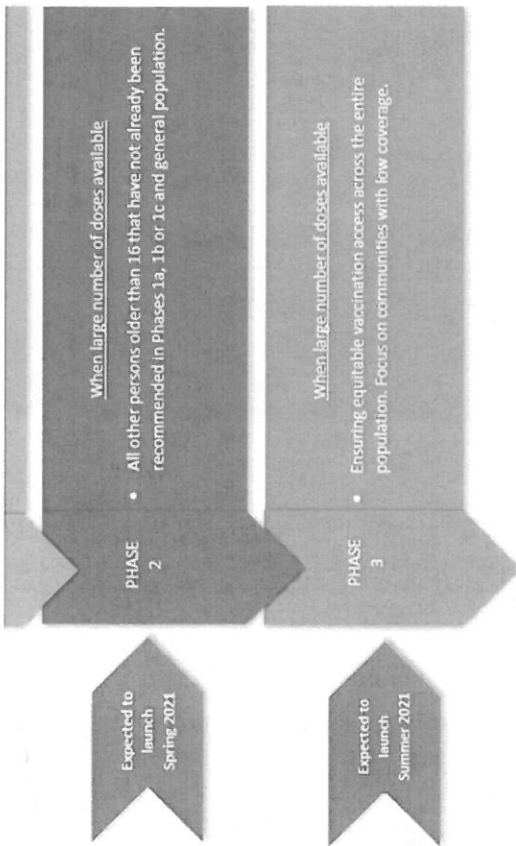 Expected to
launch
Spring 2021
PHASE
2
When large number of doses available
• All other persons older than 16 that have not already been
recommended in Phases 1a, 1b or 1c and general population.
Expected to
launch
Summer 2021
PHASE
3
When large number of doses available
• Ensuring equitable vaccination access across the entire
population. Focus on communities with low coverage.